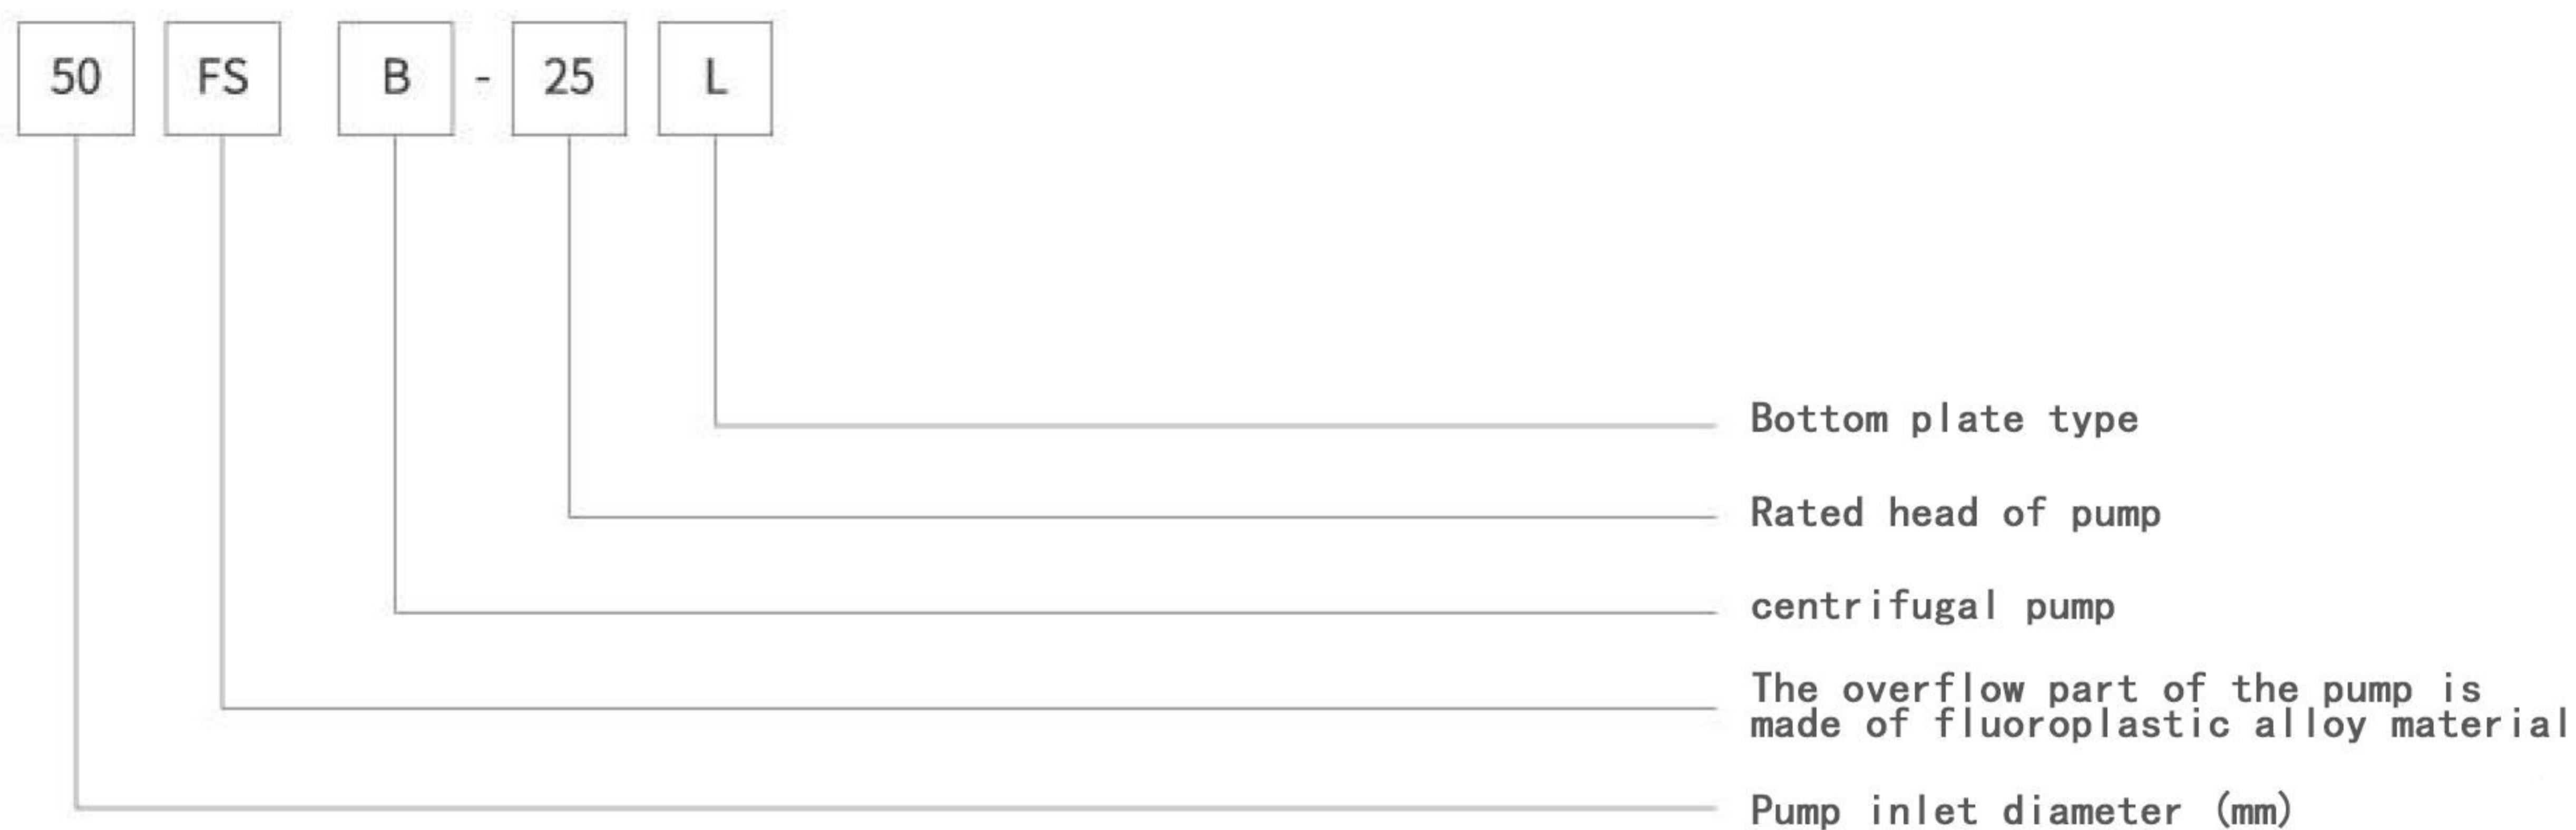 50 FS B - 25 L
Bottom plate type
Rated head of pump
centrifugal pump
The overflow part of the pump is
made of fluoroplastic alloy material
Pump inlet diameter (mm)